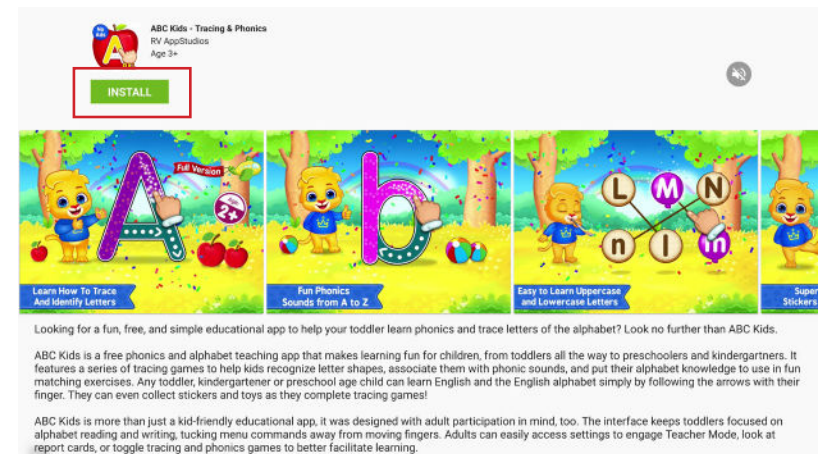 ABC Kids - Tracing & Phonics
My Kids
A
RV AppStudios
Age 3+
INSTALL
A
Full Version
Age 2+
Learn How To Trace
And Identify Letters
b
Fun Phonics
Sounds from A to Z
L M N
n l m
Easy to Learn Uppercase
and Lowercase Letters
Super
Stickers
Looking for a fun, free, and simple educational app to help your toddler learn phonics and trace letters of the alphabet? Look no further than ABC Kids.
ABC Kids is a free phonics and alphabet teaching app that makes learning fun for children, from toddlers all the way to preschoolers and kindergartners. It
features a series of tracing games to help kids recognize letter shapes, associate them with phonic sounds, and put their alphabet knowledge to use in fun
matching exercises. Any toddler, kindergartener or preschool age child can learn English and the English alphabet simply by following the arrows with their
finger. They can even collect stickers and toys as they complete tracing games!
ABC Kids is more than just a kid-friendly educational app, it was designed with adult participation in mind, too. The interface keeps toddlers focused on
alphabet reading and writing, tucking menu commands away from moving fingers. Adults can easily access settings to engage Teacher Mode, look at
report cards, or toggle tracing and phonics games to better facilitate learning.